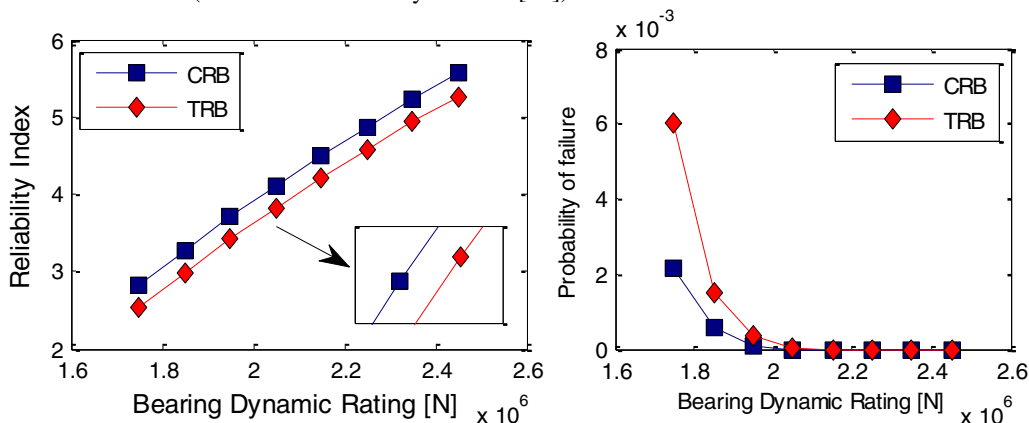 Reliability Index
6
5
4
3
2
CRB
TRB
1.6 1.8 2 2.2 2.4 2.6
x 10^6
Bearing Dynamic Rating [N]
x 10^-3
Probability of failure
8
6
4
2
0
CRB
TRB
1.6 1.8 2 2.2 2.4 2.6
x 10^6
Bearing Dynamic Rating [N]